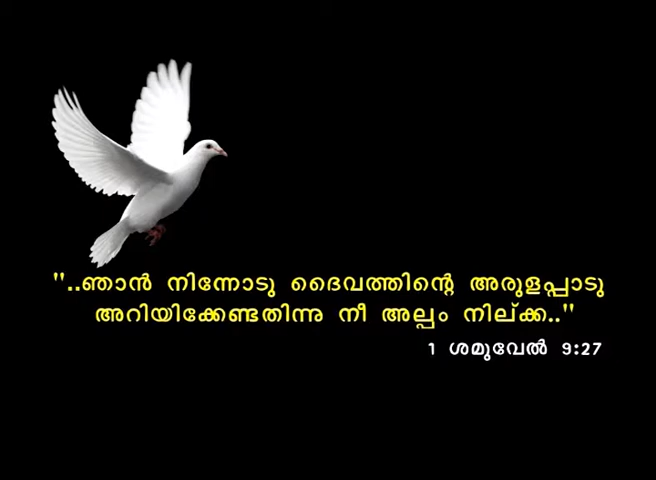 "..ഞാൻ നിന്നോടു ദൈവത്തിന്റെ അരുളപ്പാടു
അറിയിക്കേണ്ടതിന്നു നീ അല്പം നില്ക്ക.."
1 ശമുവേൽ 9:27